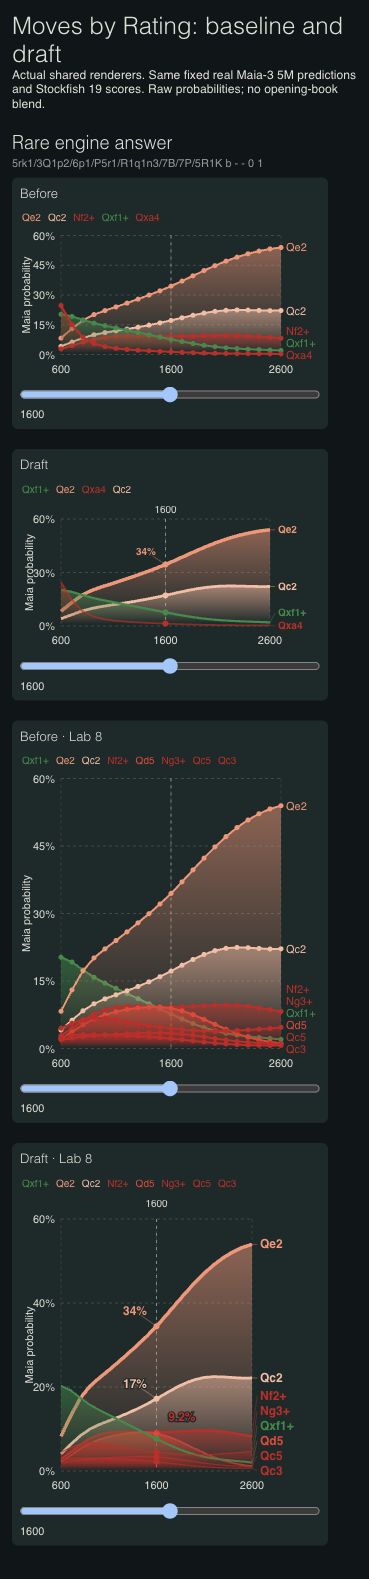 Moves by Rating: baseline and
draft
Actual shared renderers. Same fixed real Maia-3 5M predictions
and Stockfish 19 scores. Raw probabilities; no opening-book
blend.
Rare engine answer
5rk1/3Q1p2/6p1/P5r1/R1q1n3/7B/7P/5R1K b - - 0 1
Before
Qe2 Qc2 Nf2+ Qxf1+ Qxa4
60%
45%
30%
15%
0%
Maia probability
Qe2
Qc2
Nf2+
Qxf1+
Qxa4
600 1600 2600
1600
Draft
Qxf1+ Qe2 Qxa4 Qc2
1600
60%
30%
0%
Maia probability
34%
Qe2
Qc2
Qxf1+
Qxa4
600 1600 2600
1600
Before · Lab 8
Qxf1+ Qe2 Qc2 Nf2+ Qd5 Ng3+ Qc5 Qc3
60%
45%
30%
15%
0%
Maia probability
Qe2
Qc2
Nf2+
Ng3+
Qxf1+
Qd5
Qc5
Qc3
600 1600 2600
1600
Draft · Lab 8
Qxf1+ Qe2 Qc2 Nf2+ Qd5 Ng3+ Qc5 Qc3
1600
60%
40%
20%
0%
Maia probability
34%
17%
9.2%
Qe2
Qc2
Nf2+
Ng3+
Qxf1+
Qd5
Qc5
Qc3
600 1600 2600
1600